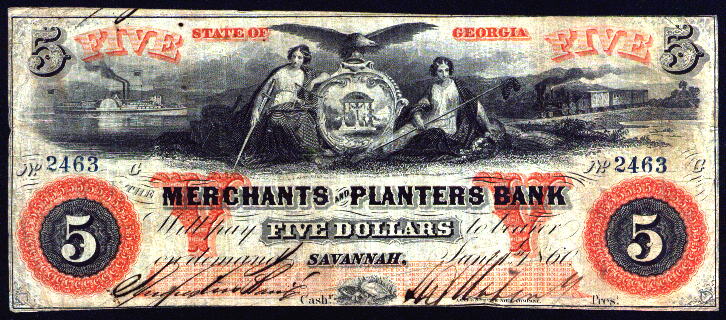 5 FIVE STATE OF GEORGIA FIVE 5
No 2463 C No 2463 C
THE
MERCHANTS AND PLANTERS BANK
Will pay FIVE DOLLARS to bearer
5 V V 5
on demand SAVANNAH, 1860
Cash. Pres.